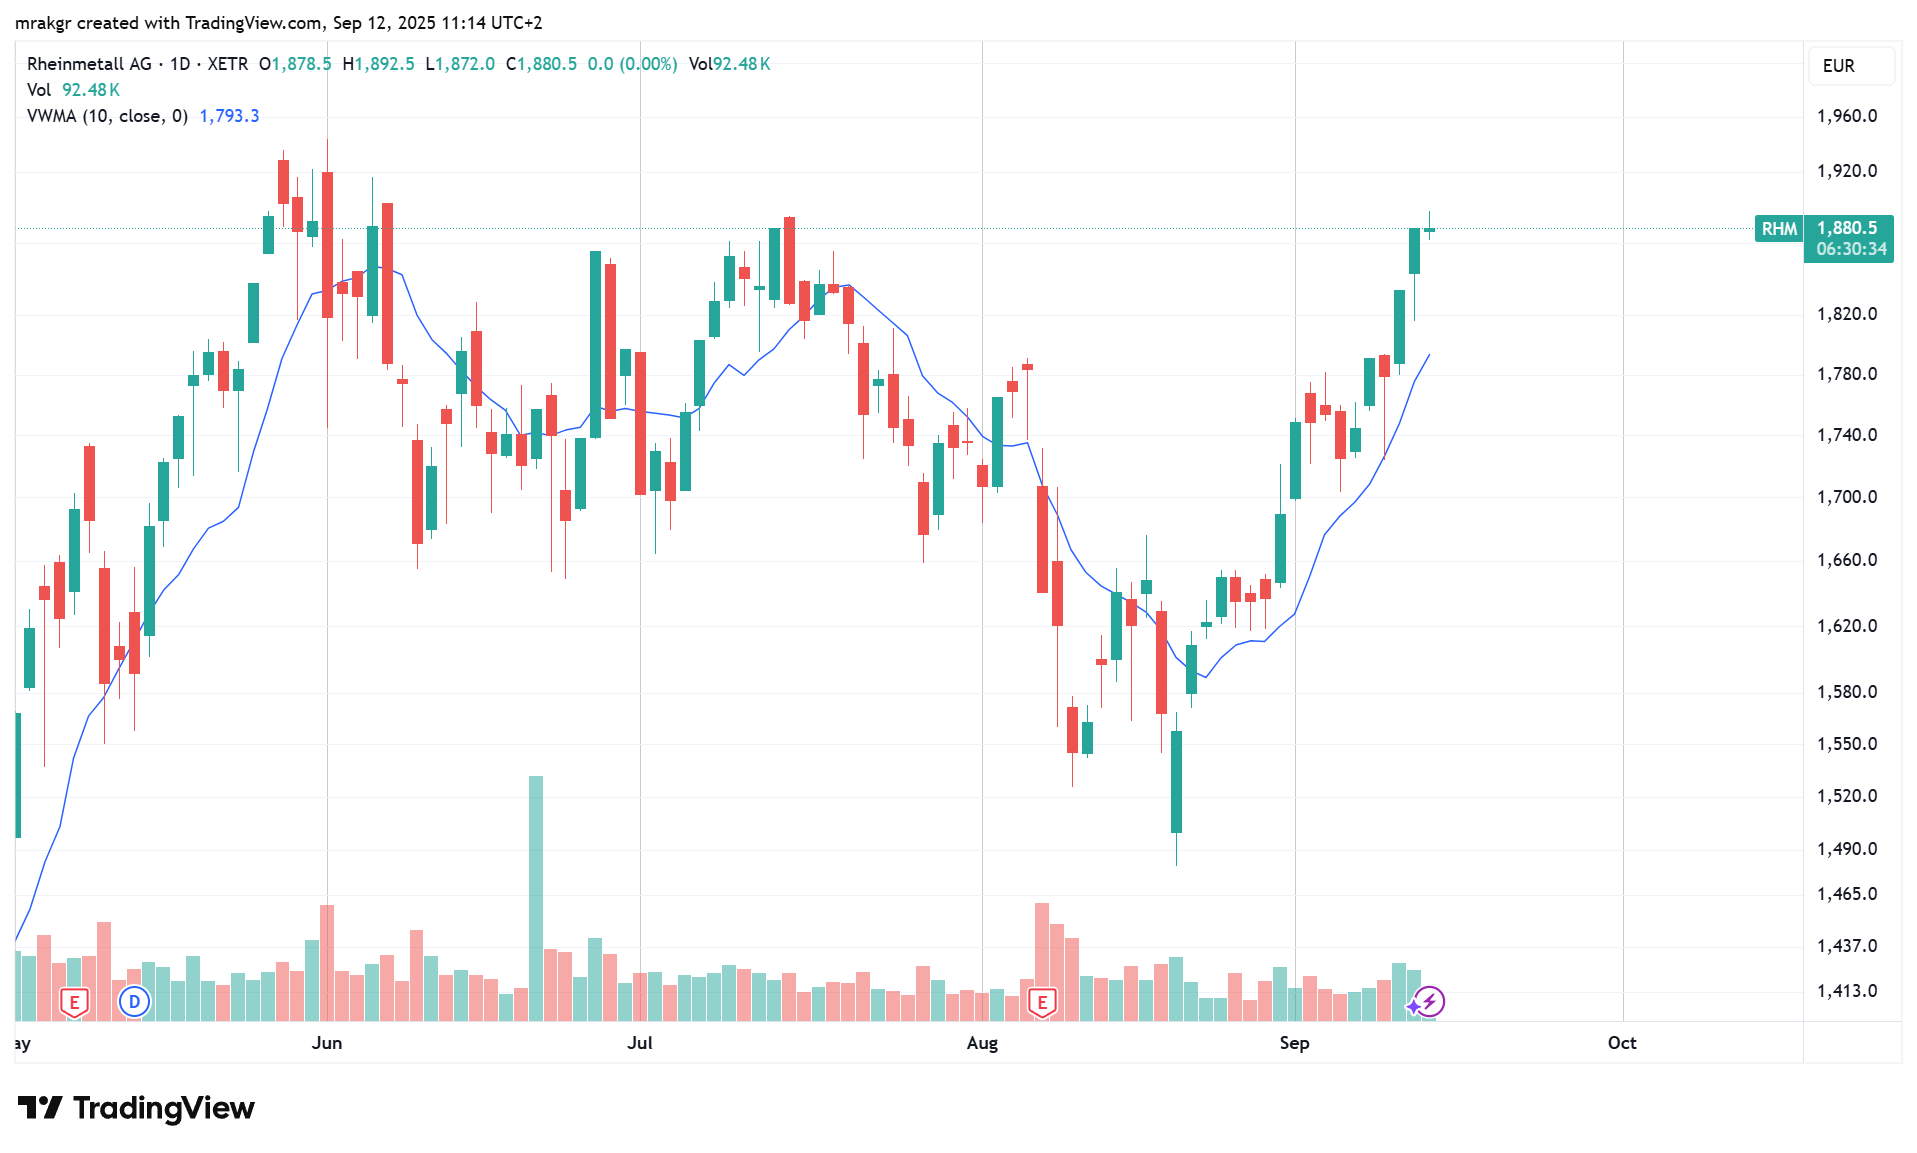 mrakgr created with TradingView.com, Sep 12, 2025 11:14 UTC+2
Rheinmetall AG · 1D · XETR O1,878.5 H1,892.5 L1,872.0 C1,880.5 0.0 (0.00%) Vol92.48K
Vol 92.48K
VWMA (10, close, 0) 1,793.3
EUR
1,960.0
1,920.0
RHM 1,880.5
06:30:34
1,820.0
1,780.0
1,740.0
1,700.0
1,660.0
1,620.0
1,580.0
1,550.0
1,520.0
1,490.0
1,465.0
1,437.0
1,413.0
E D E
ay Jun Jul Aug Sep Oct
TradingView